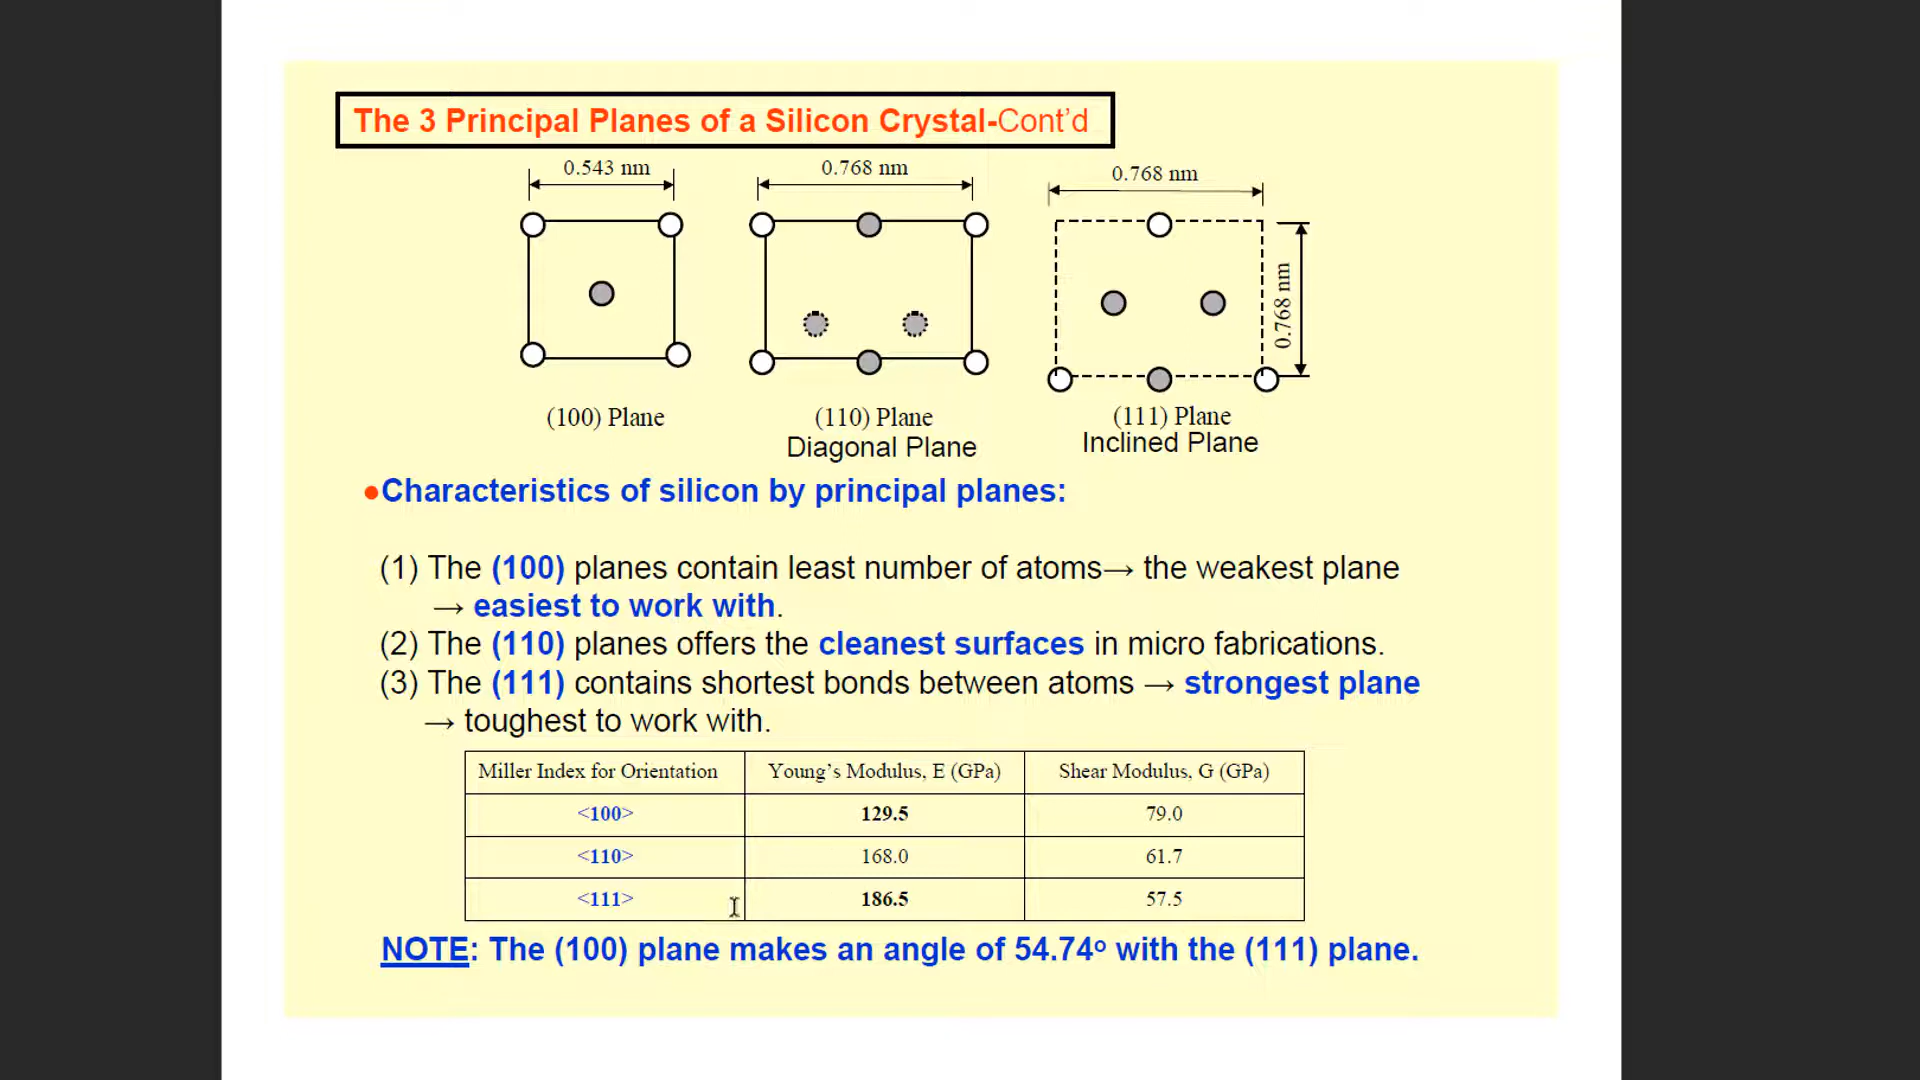 The 3 Principal Planes of a Silicon Crystal-Cont'd
0.543 nm
0.768 nm
0.768 nm
0.768 nm
(100) Plane
(110) Plane
Diagonal Plane
(111) Plane
Inclined Plane
●Characteristics of silicon by principal planes:
(1) The (100) planes contain least number of atoms→ the weakest plane
→ easiest to work with.
(2) The (110) planes offers the cleanest surfaces in micro fabrications.
(3) The (111) contains shortest bonds between atoms → strongest plane
→ toughest to work with.
Miller Index for Orientation Young's Modulus, E (GPa) Shear Modulus, G (GPa)
<100> 129.5 79.0
<110> 168.0 61.7
<111> 186.5 57.5
NOTE: The (100) plane makes an angle of 54.74º with the (111) plane.